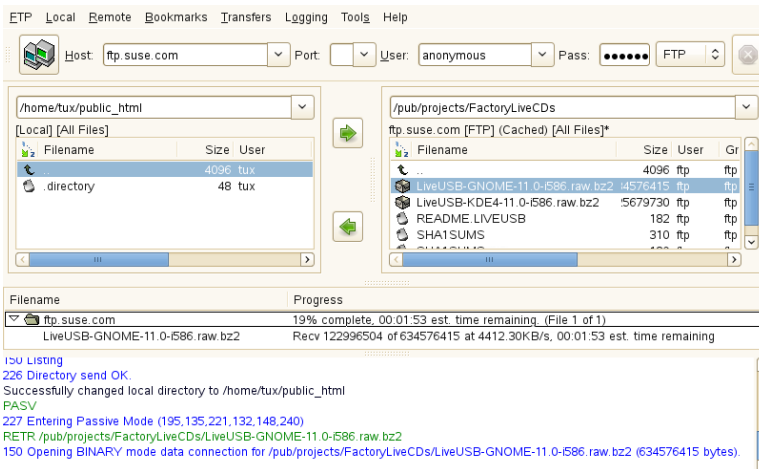 FTP Local Remote Bookmarks Transfers Logging Tools Help
Host: ftp.suse.com Port: User: anonymous Pass: ●●●●●● FTP
/home/tux/public_html
[Local] [All Files]
Filename Size User
.. 4096 tux
.directory 48 tux
/pub/projects/FactoryLiveCDs
ftp.suse.com [FTP] (Cached) [All Files]*
Filename Size User Gr
.. 4096 ftp ftp
LiveUSB-GNOME-11.0-i586.raw.bz2 34576415 ftp ftp
LiveUSB-KDE4-11.0-i586.raw.bz2 :5679730 ftp ftp
README.LIVEUSB 182 ftp ftp
SHA1SUMS 310 ftp ftp
Filename Progress
ftp.suse.com 19% complete, 00:01:53 est. time remaining. (File 1 of 1)
LiveUSB-GNOME-11.0-i586.raw.bz2 Recv 122996504 of 634576415 at 4412.30KB/s, 00:01:53 est. time remaining
150 Listing
226 Directory send OK.
Successfully changed local directory to /home/tux/public_html
PASV
227 Entering Passive Mode (195,135,221,132,148,240)
RETR /pub/projects/FactoryLiveCDs/LiveUSB-GNOME-11.0-i586.raw.bz2
150 Opening BINARY mode data connection for /pub/projects/FactoryLiveCDs/LiveUSB-GNOME-11.0-i586.raw.bz2 (634576415 bytes).